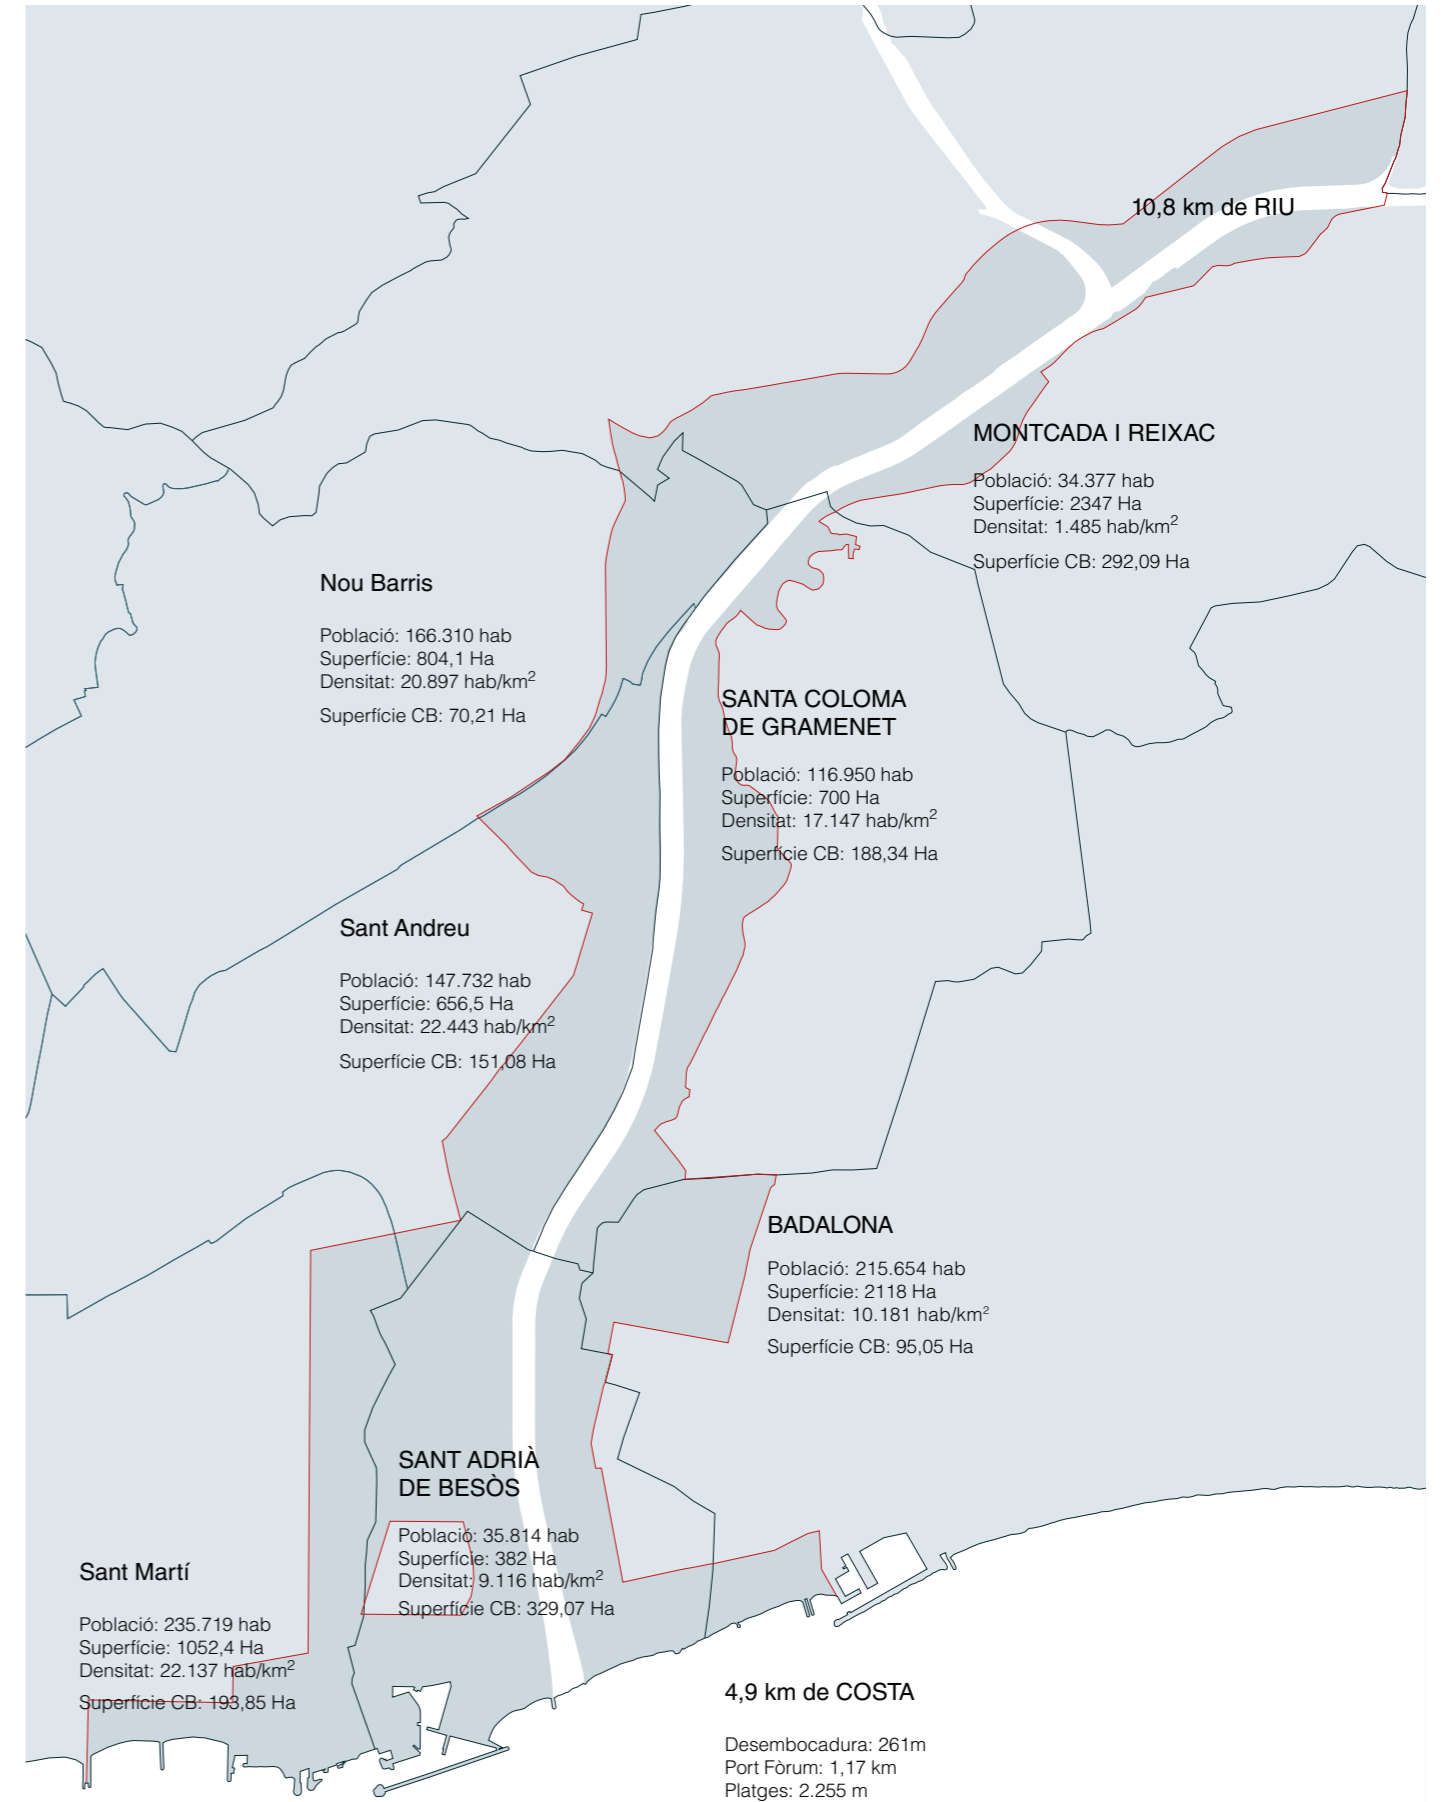 10,8 km de RIU
MONTCADA I REIXAC
Població: 34.377 hab
Superfície: 2347 Ha
Densitat: 1.485 hab/km²
Superfície CB: 292,09 Ha
Nou Barris
Població: 166.310 hab
Superfície: 804,1 Ha
Densitat: 20.897 hab/km²
Superfície CB: 70,21 Ha
SANTA COLOMA
DE GRAMENET
Població: 116.950 hab
Superfície: 700 Ha
Densitat: 17.147 hab/km²
Superfície CB: 188,34 Ha
Sant Andreu
Població: 147.732 hab
Superfície: 656,5 Ha
Densitat: 22.443 hab/km²
Superfície CB: 151,08 Ha
BADALONA
Població: 215.654 hab
Superfície: 2118 Ha
Densitat: 10.181 hab/km²
Superfície CB: 95,05 Ha
SANT ADRIÀ
DE BESÒS
Població: 35.814 hab
Superfície: 382 Ha
Densitat: 9.116 hab/km²
Superfície CB: 329,07 Ha
Sant Martí
Població: 235.719 hab
Superfície: 1052,4 Ha
Densitat: 22.137 hab/km²
Superfície CB: 193,85 Ha
4,9 km de COSTA
Desembocadura: 261m
Port Fòrum: 1,17 km
Platges: 2.255 m